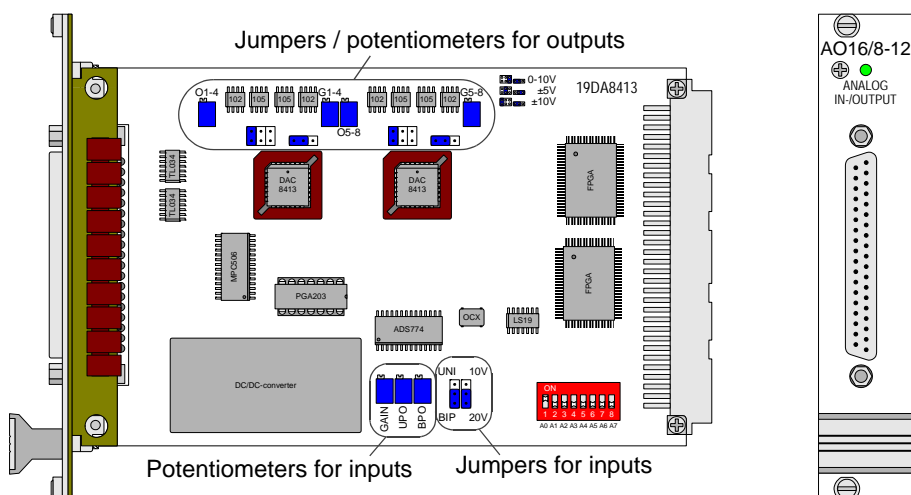 Jumpers / potentiometers for outputs
O1-4
102
105
105
102
G1-4
O5-8
102
102
105
102
G5-8
0-10V
±5V
±10V
19DA8413
TL034
TL034
DAC
8413
DAC
8413
FPGA
FPGA
MPC506
PGA203
ADS774
OCX
LS19
DC/DC-converter
GAIN
UPO
BPO
UNI
10V
BIP
20V
ON
1 2 3 4 5 6 7 8
A0 A1 A2 A3 A4 A5 A6 A7
Potentiometers for inputs
Jumpers for inputs
AO16/8-12
ANALOG
IN-/OUTPUT